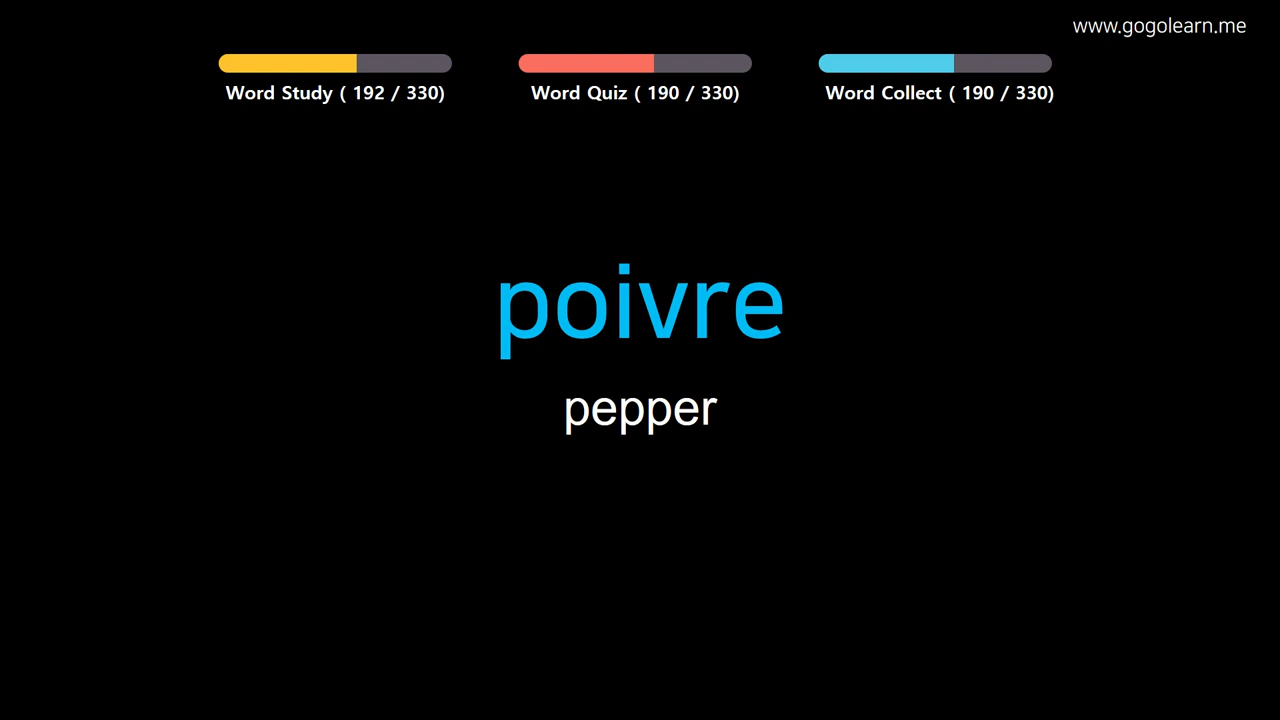 www.gogolearn.me
Word Study ( 192 / 330)
Word Quiz ( 190 / 330)
Word Collect ( 190 / 330)
poivre
pepper